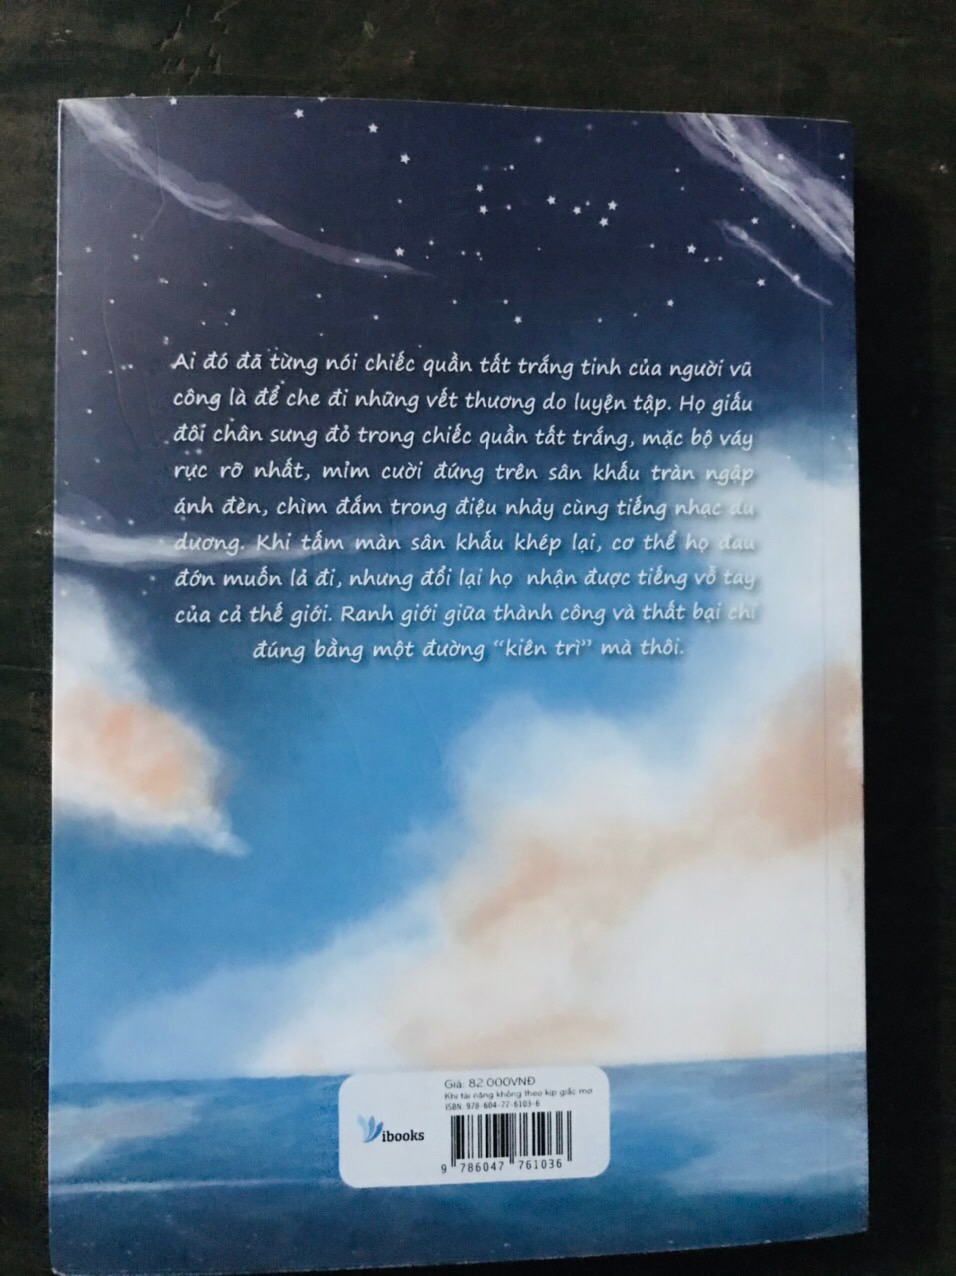 Ai đó đã từng nói chiếc quần tất trắng tinh của người vũ
công là để che đi những vết thương do luyện tập. Họ giấu
đôi chân sưng đỏ trong chiếc quần tất trắng, mặc bộ váy
rực rỡ nhất, mỉm cười đứng trên sân khấu tràn ngập
ánh đèn, chìm đắm trong điệu nhảy cùng tiếng nhạc du
dương. Khi tấm màn sân khấu khép lại, cơ thể họ đau
đớn muốn lả đi, nhưng đổi lại họ nhận được tiếng vỗ tay
của cả thế giới. Ranh giới giữa thành công và thất bại chỉ
đúng bằng một đường “kiên trì” mà thôi.
Giá: 82.000VNĐ
Khi tài năng không theo kịp giấc mơ
ISBN: 978-604-77-6103-6
ibooks
9 786047 761036